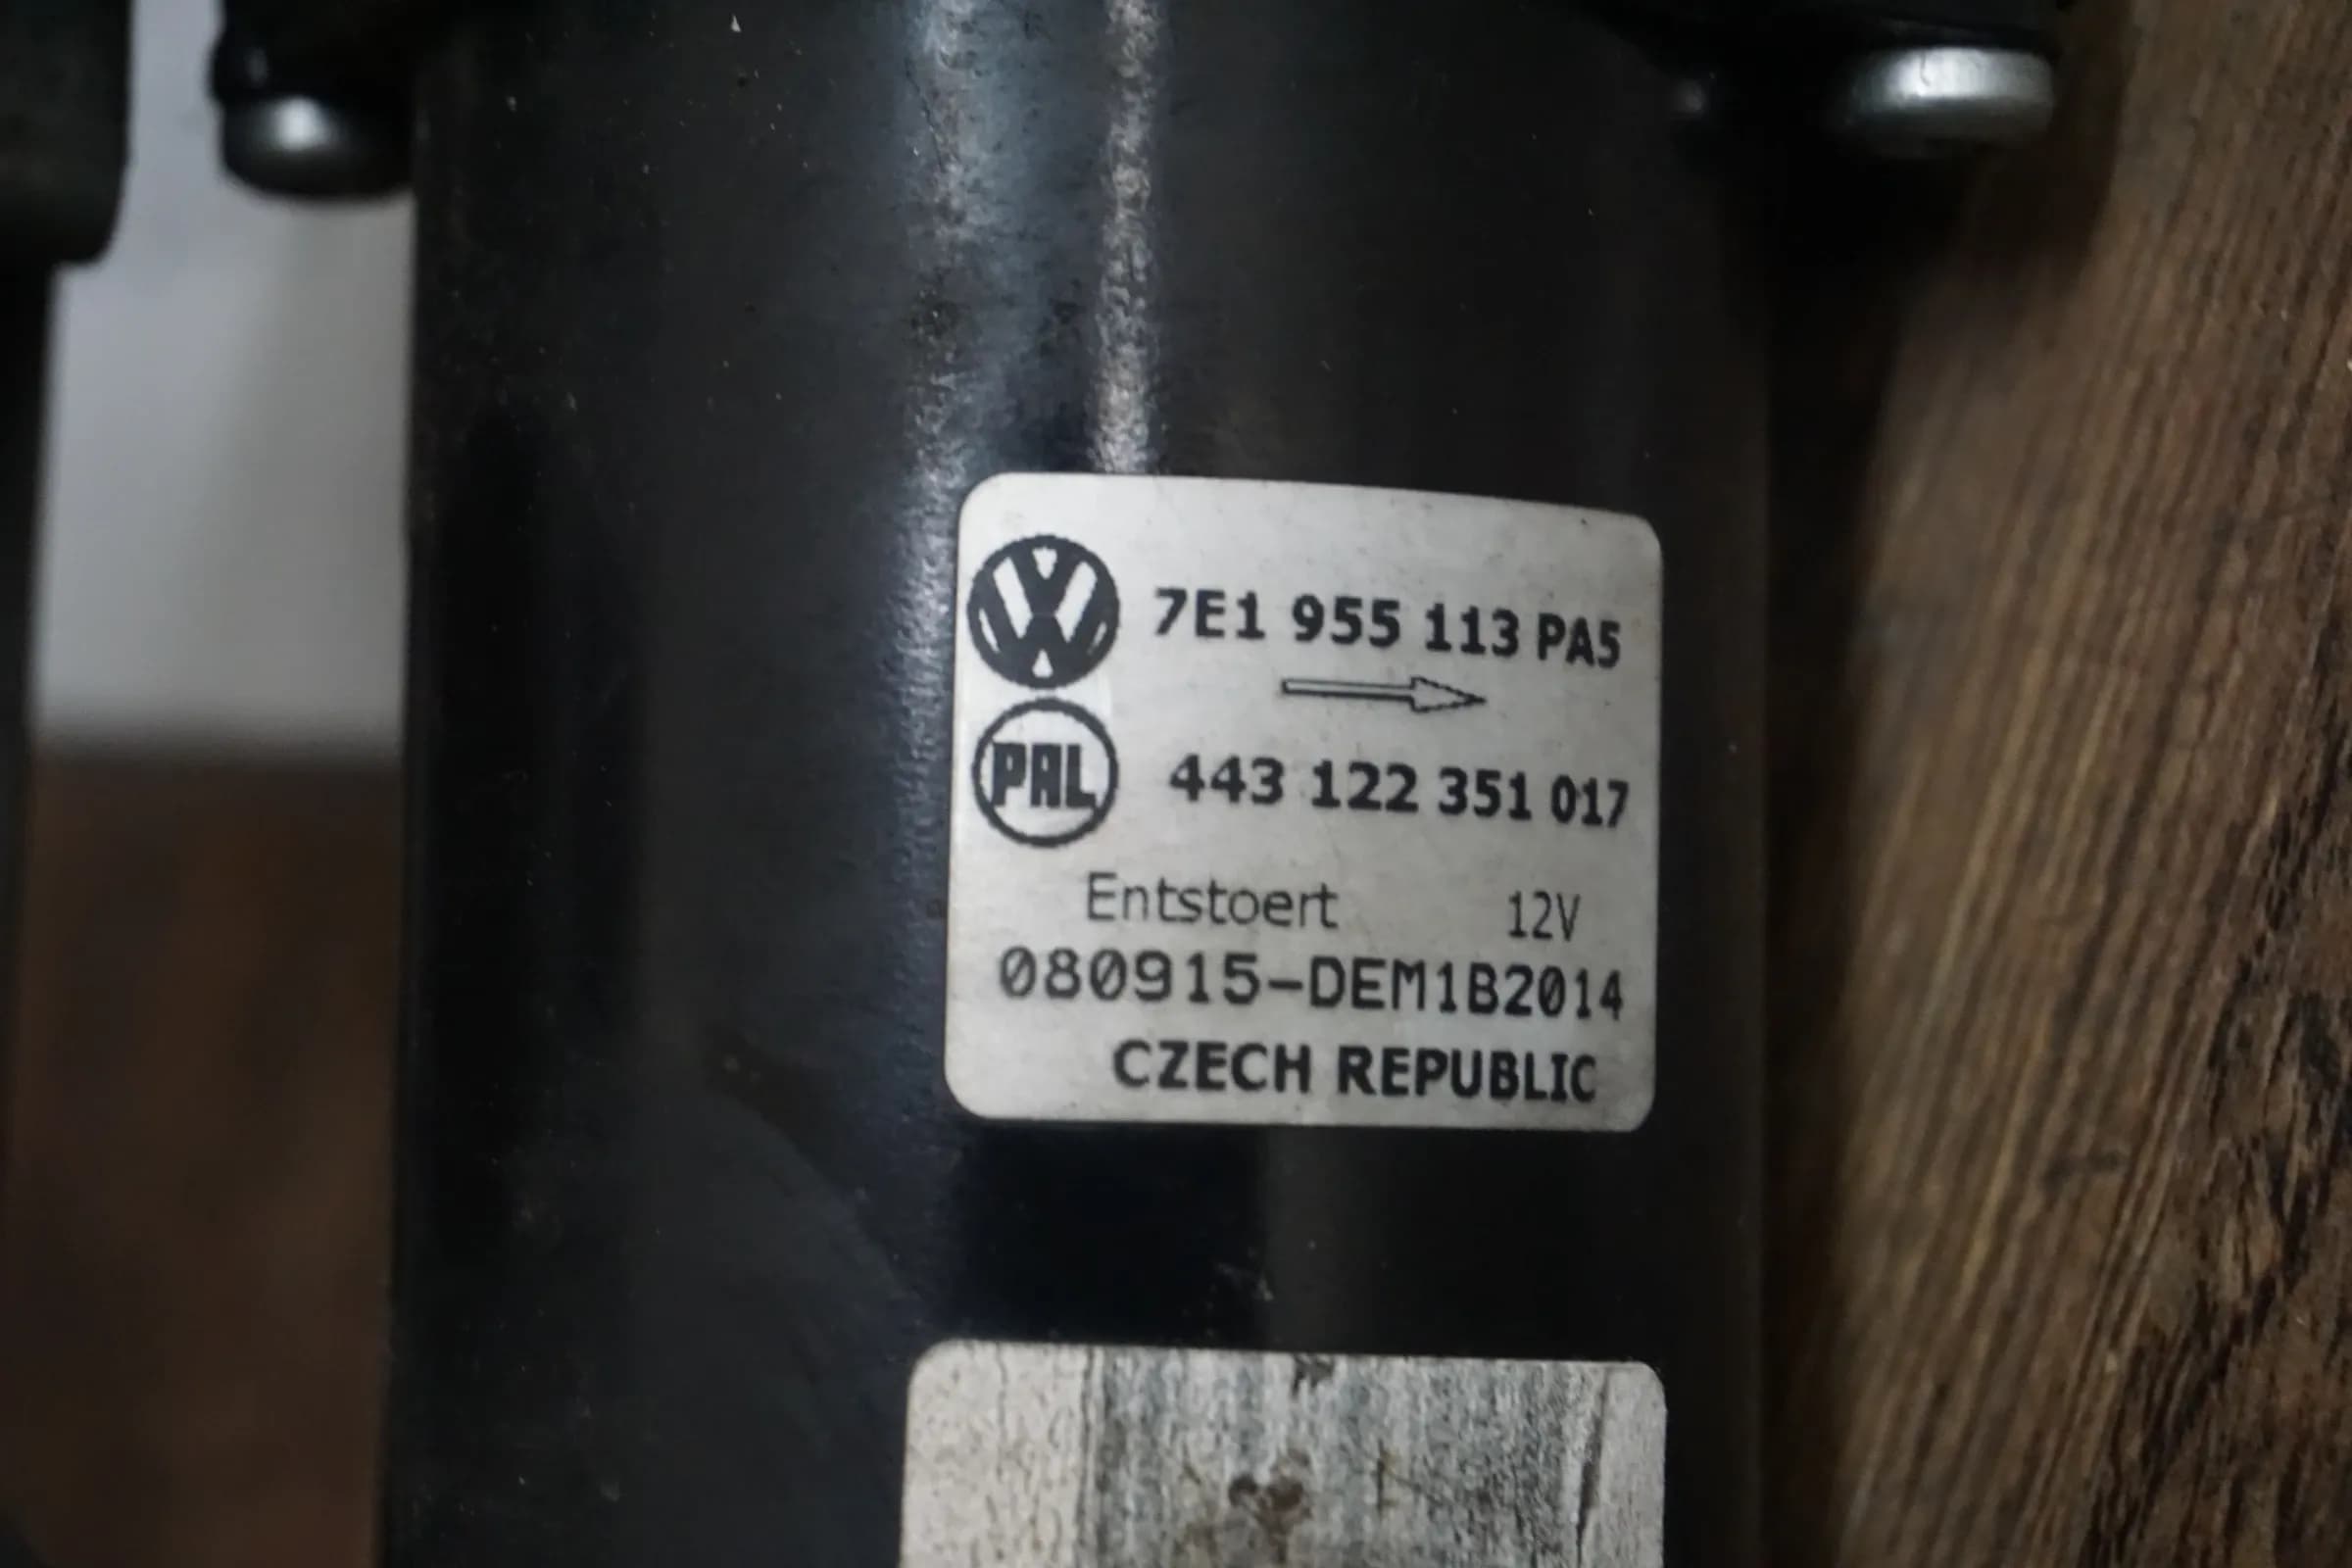 7E1 955 113 PA5
PAL 443 122 351 017
Entstoert 12V
080915-DEM1B2014
CZECH REPUBLIC